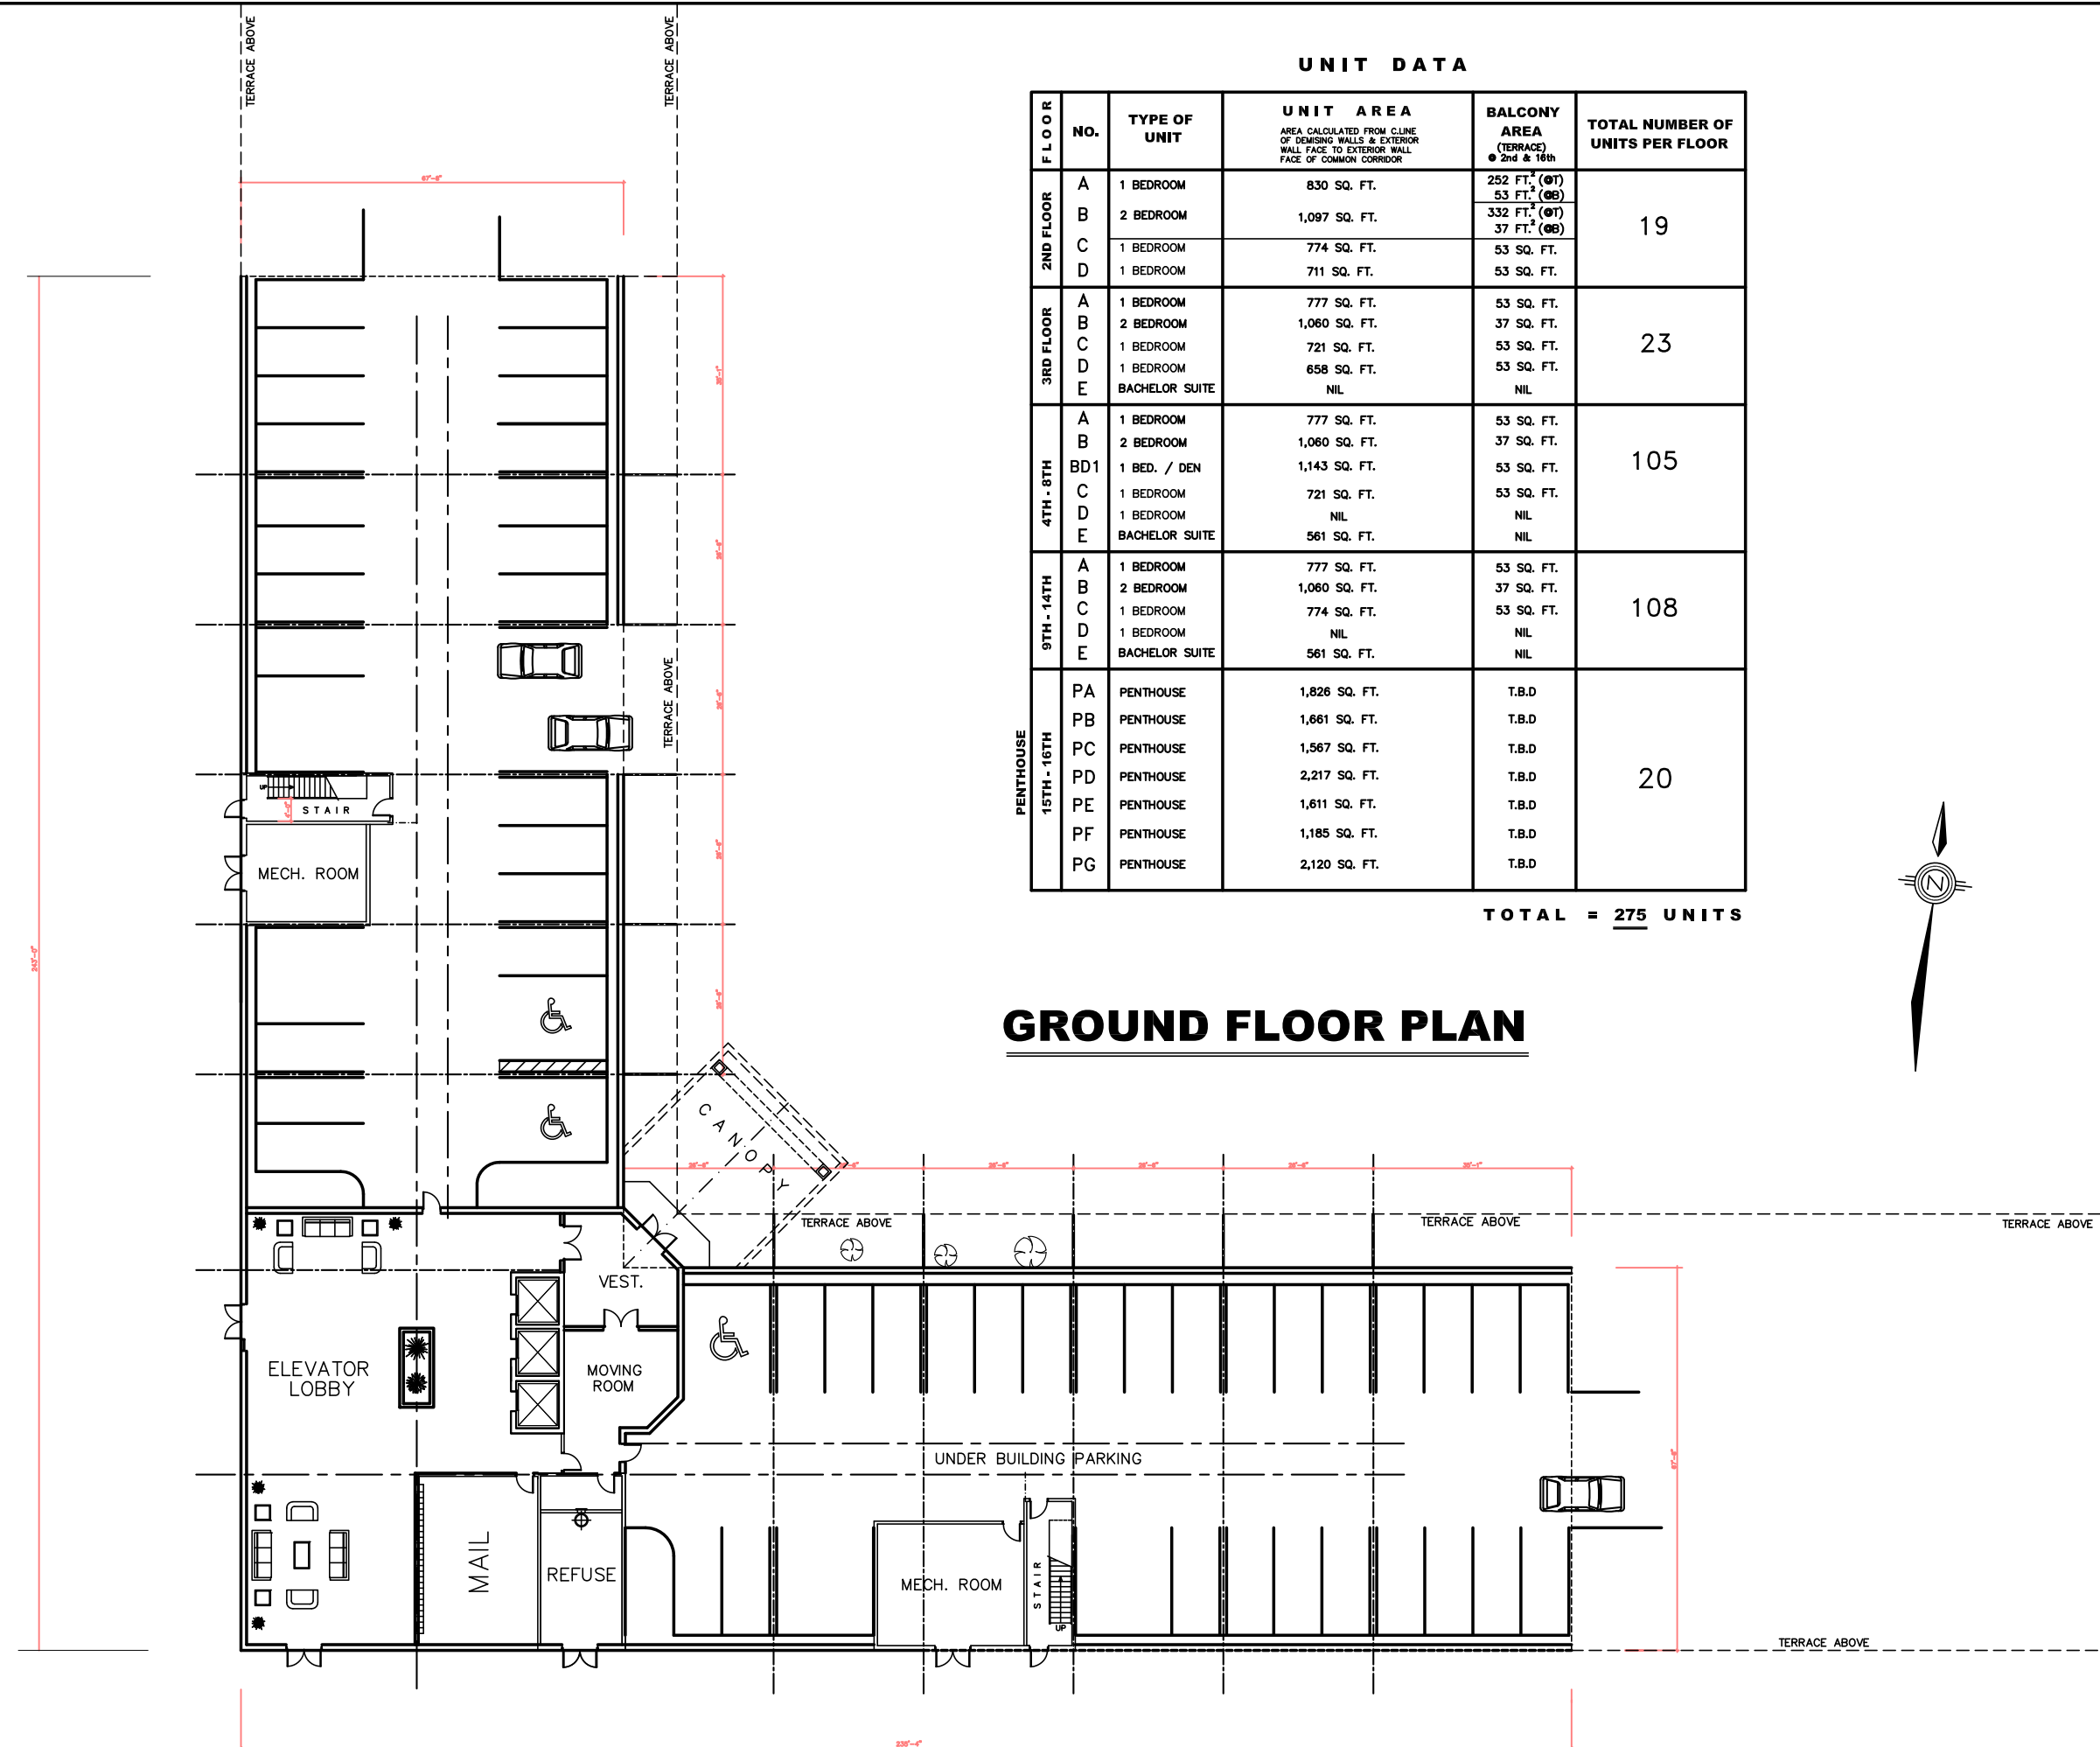 TERRACE ABOVE
TERRACE ABOVE
UNIT DATA
FLOOR
NO.
TYPE OF
UNIT
UNIT AREA
AREA CALCULATED FROM C.LINE
OF DEMISING WALLS & EXTERIOR
WALL FACE TO EXTERIOR WALL
FACE OF COMMON CORRIDOR
BALCONY
AREA
(TERRACE)
@ 2nd & 16th
TOTAL NUMBER OF
UNITS PER FLOOR
2ND FLOOR
A 1 BEDROOM 830 SQ. FT. 252 FT.² (@T)
53 FT.² (@B)
B 2 BEDROOM 1,097 SQ. FT. 332 FT.² (@T)
37 FT.² (@B)
C 1 BEDROOM 774 SQ. FT. 53 SQ. FT.
D 1 BEDROOM 711 SQ. FT. 53 SQ. FT.
19
3RD FLOOR
A 1 BEDROOM 777 SQ. FT. 53 SQ. FT.
B 2 BEDROOM 1,060 SQ. FT. 37 SQ. FT.
C 1 BEDROOM 721 SQ. FT. 53 SQ. FT.
D 1 BEDROOM 658 SQ. FT. 53 SQ. FT.
E BACHELOR SUITE NIL NIL
23
4TH - 8TH
A 1 BEDROOM 777 SQ. FT. 53 SQ. FT.
B 2 BEDROOM 1,060 SQ. FT. 37 SQ. FT.
BD1 1 BED. / DEN 1,143 SQ. FT. 53 SQ. FT.
C 1 BEDROOM 721 SQ. FT. 53 SQ. FT.
D 1 BEDROOM NIL NIL
E BACHELOR SUITE 561 SQ. FT. NIL
105
9TH - 14TH
A 1 BEDROOM 777 SQ. FT. 53 SQ. FT.
B 2 BEDROOM 1,060 SQ. FT. 37 SQ. FT.
C 1 BEDROOM 774 SQ. FT. 53 SQ. FT.
D 1 BEDROOM NIL NIL
E BACHELOR SUITE 561 SQ. FT. NIL
108
PENTHOUSE
15TH - 16TH
PA PENTHOUSE 1,826 SQ. FT. T.B.D
PB PENTHOUSE 1,661 SQ. FT. T.B.D
PC PENTHOUSE 1,567 SQ. FT. T.B.D
PD PENTHOUSE 2,217 SQ. FT. T.B.D
PE PENTHOUSE 1,611 SQ. FT. T.B.D
PF PENTHOUSE 1,185 SQ. FT. T.B.D
PG PENTHOUSE 2,120 SQ. FT. T.B.D
20
TOTAL = 275 UNITS
N
GROUND FLOOR PLAN
TERRACE ABOVE
UP
STAIR
MECH. ROOM
CANOPY
TERRACE ABOVE
TERRACE ABOVE
TERRACE ABOVE
VEST.
ELEVATOR
LOBBY
MOVING
ROOM
UNDER BUILDING PARKING
MAIL
REFUSE
MECH. ROOM
STAIR
UP
TERRACE ABOVE